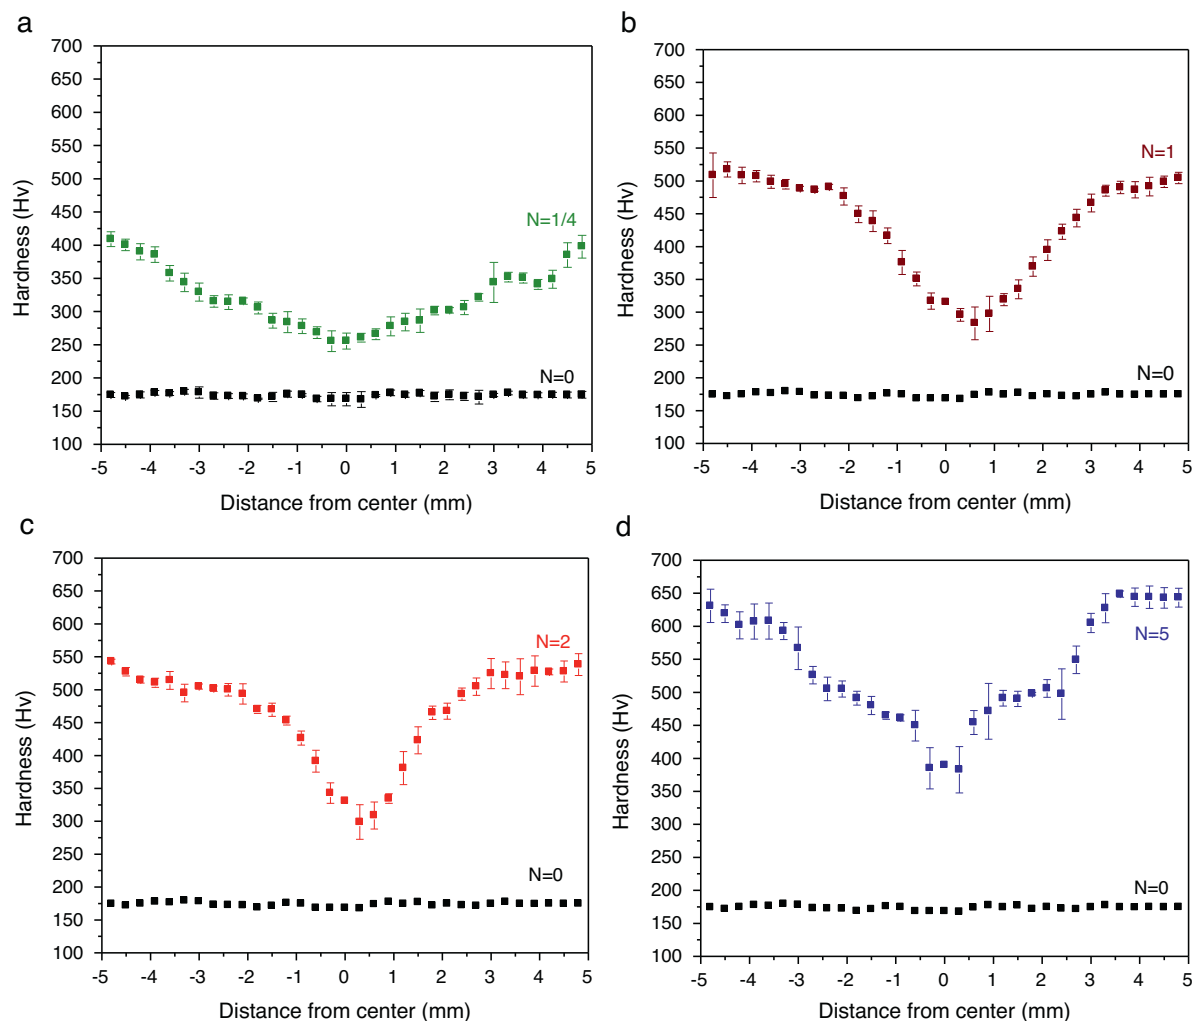 a
700
650
600
550
500
450
400
350
300
250
200
150
100
Hardness (Hv)
N=1/4
N=0
-5 -4 -3 -2 -1 0 1 2 3 4 5
Distance from center (mm)
b
700
650
600
550
500
450
400
350
300
250
200
150
100
Hardness (Hv)
N=1
N=0
-5 -4 -3 -2 -1 0 1 2 3 4 5
Distance from center (mm)
c
700
650
600
550
500
450
400
350
300
250
200
150
100
Hardness (Hv)
N=2
N=0
-5 -4 -3 -2 -1 0 1 2 3 4 5
Distance from center (mm)
d
700
650
600
550
500
450
400
350
300
250
200
150
100
Hardness (Hv)
N=5
N=0
-5 -4 -3 -2 -1 0 1 2 3 4 5
Distance from center (mm)